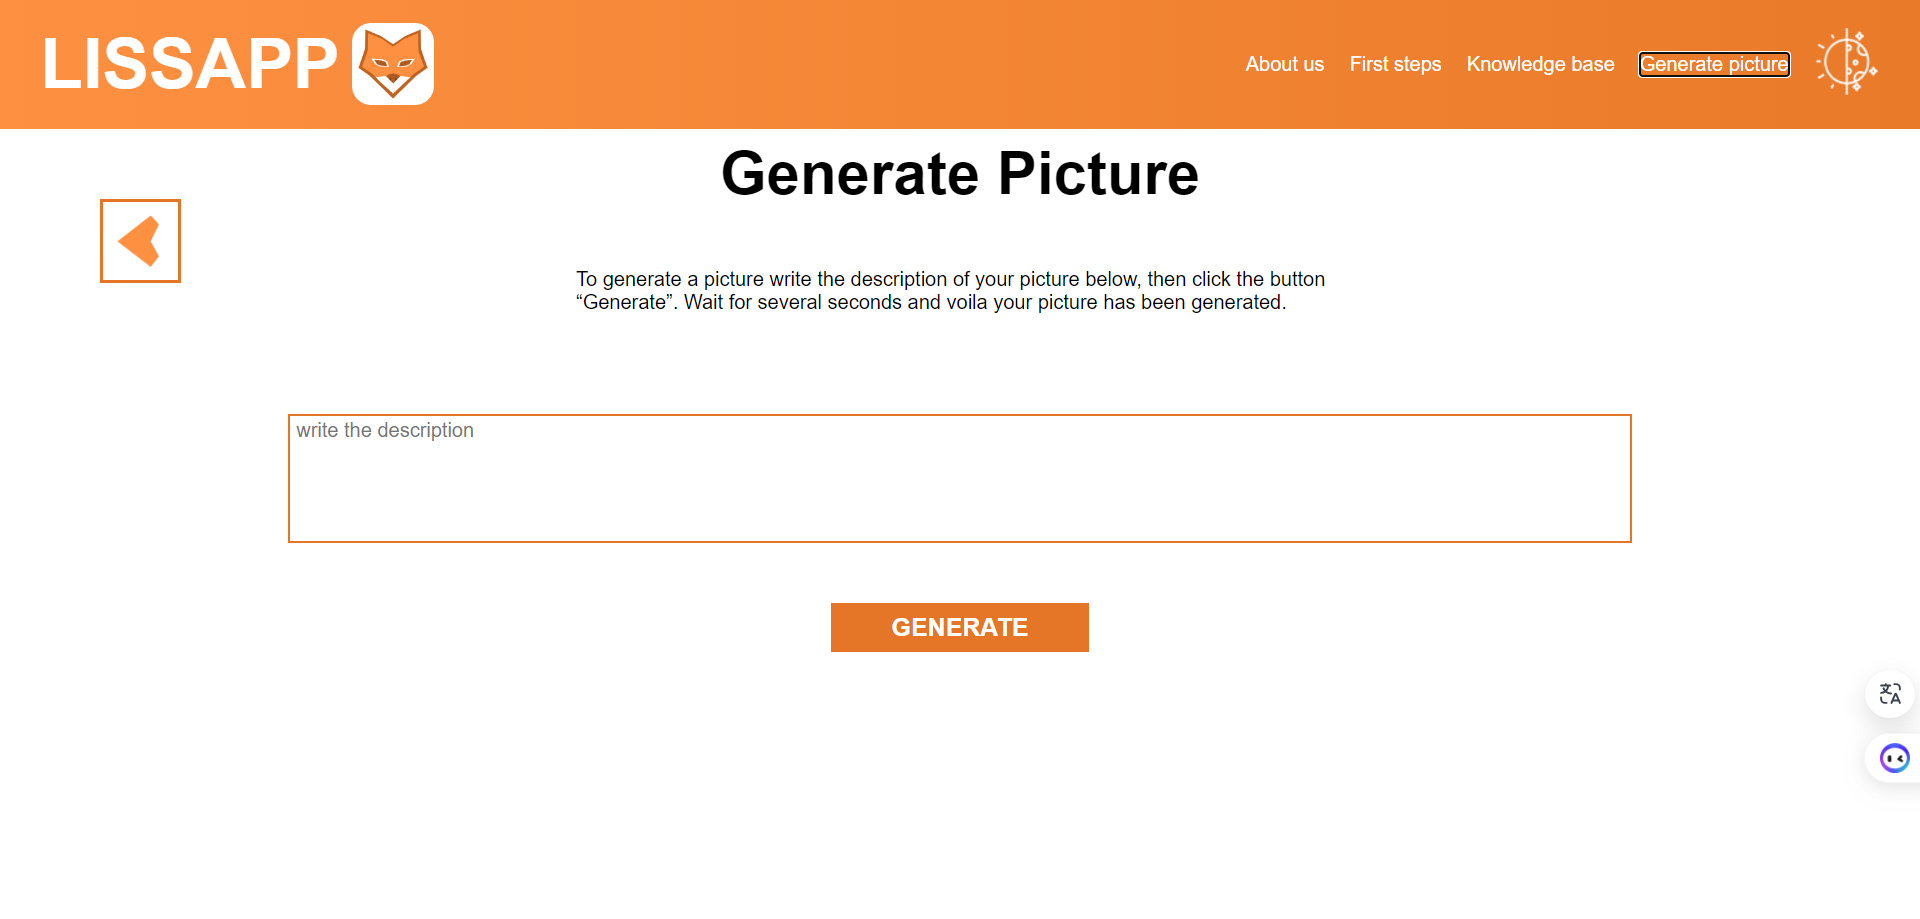 LISSAPP
About us
First steps
Knowledge base
Generate picture
Generate Picture
To generate a picture write the description of your picture below, then click the button
“Generate”. Wait for several seconds and voila your picture has been generated.
write the description
GENERATE
文A